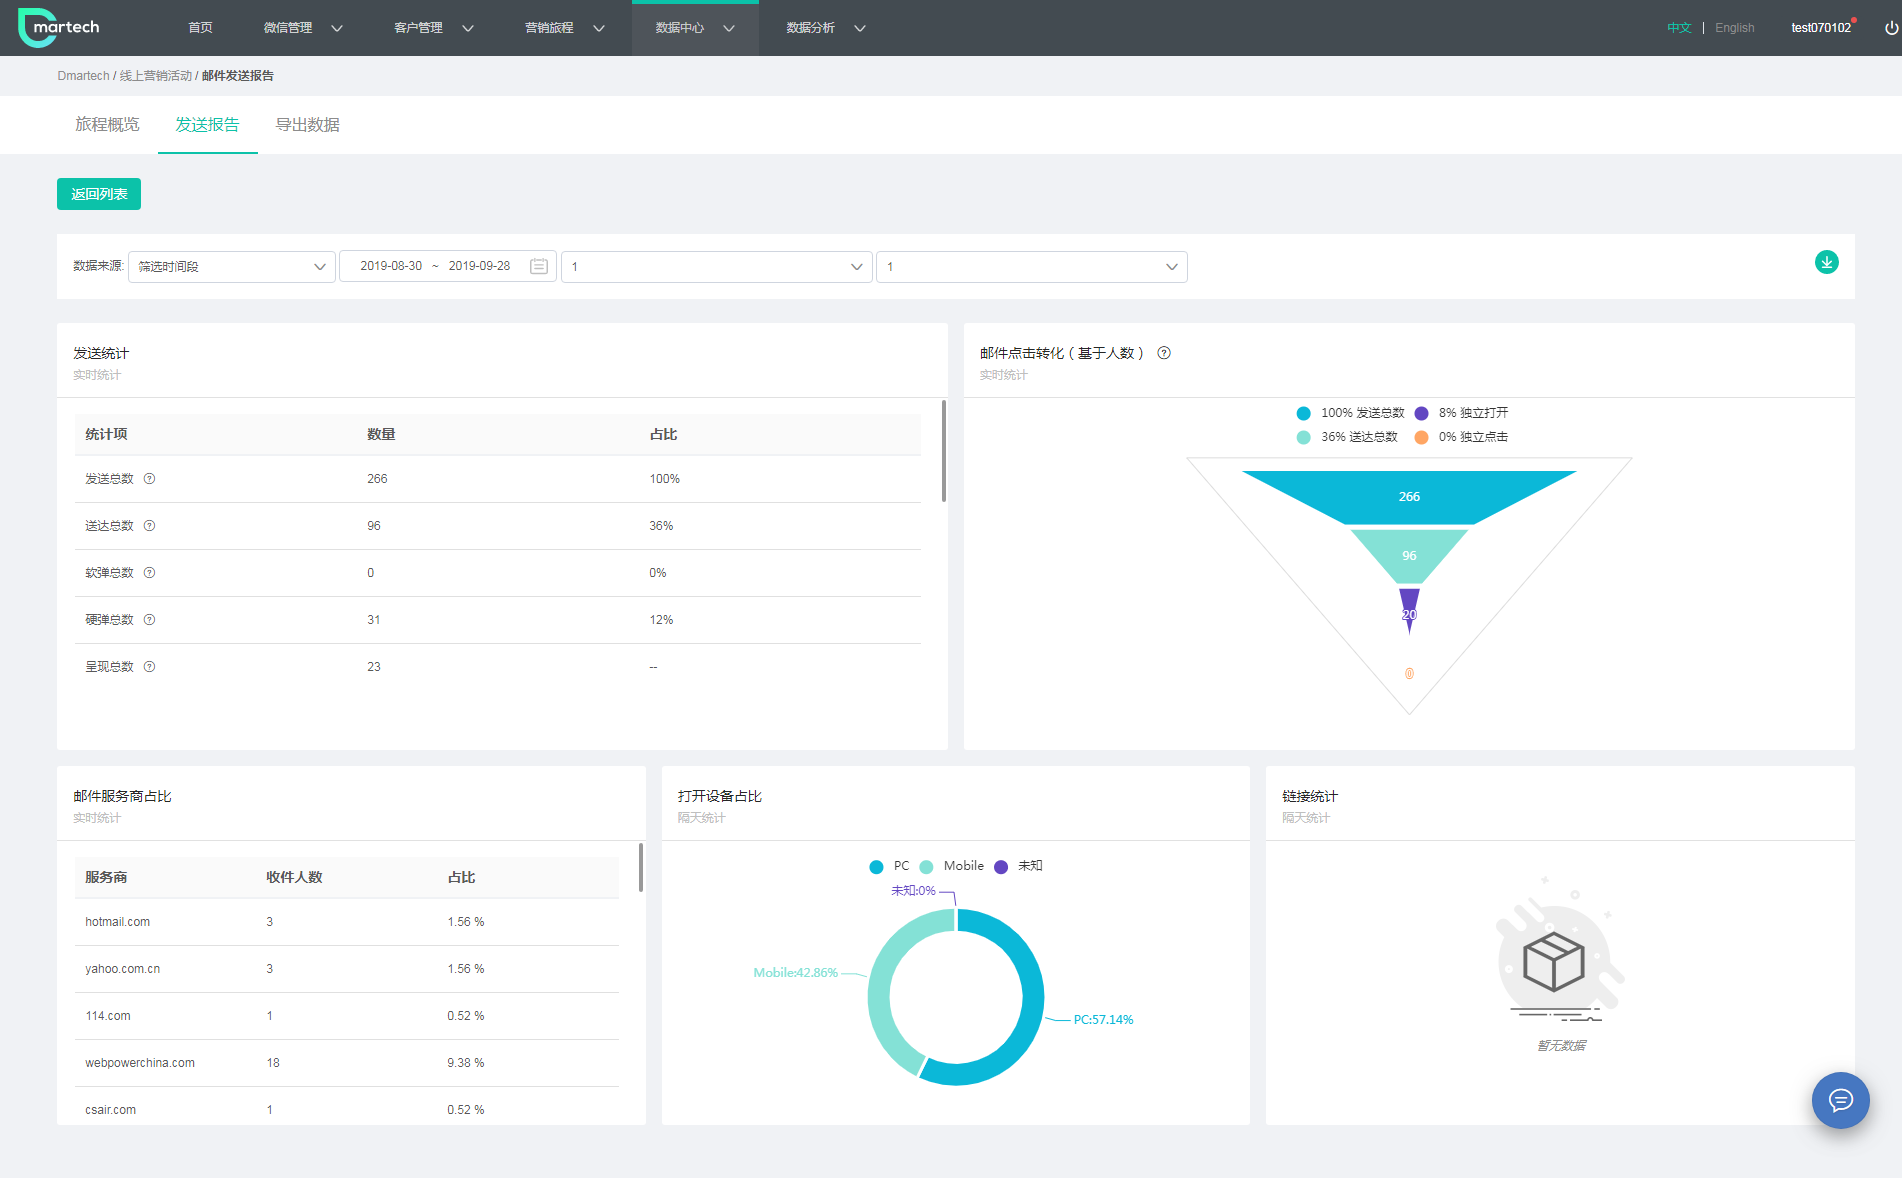 martech 首页 微信管理 客户管理 营销旅程 数据中心 数据分析 中文 | English test070102
Dmartech / 线上营销活动 / 邮件发送报告
旅程概览 发送报告 导出数据
返回列表
数据来源: 筛选时间段 2019-08-30 ~ 2019-09-28 1 1
发送统计
实时统计
统计项 数量 占比
发送总数 266 100%
送达总数 96 36%
软弹总数 0 0%
硬弹总数 31 12%
呈现总数 23 --
邮件点击转化 ( 基于人数 )
实时统计
100% 发送总数 8% 独立打开
36% 送达总数 0% 独立点击
266
96
20
0
邮件服务商占比
实时统计
服务商 收件人数 占比
hotmail.com 3 1.56 %
yahoo.com.cn 3 1.56 %
114.com 1 0.52 %
webpowerchina.com 18 9.38 %
csair.com 1 0.52 %
打开设备占比
隔天统计
PC Mobile 未知
未知:0%
Mobile:42.86%
PC:57.14%
链接统计
隔天统计
暂无数据